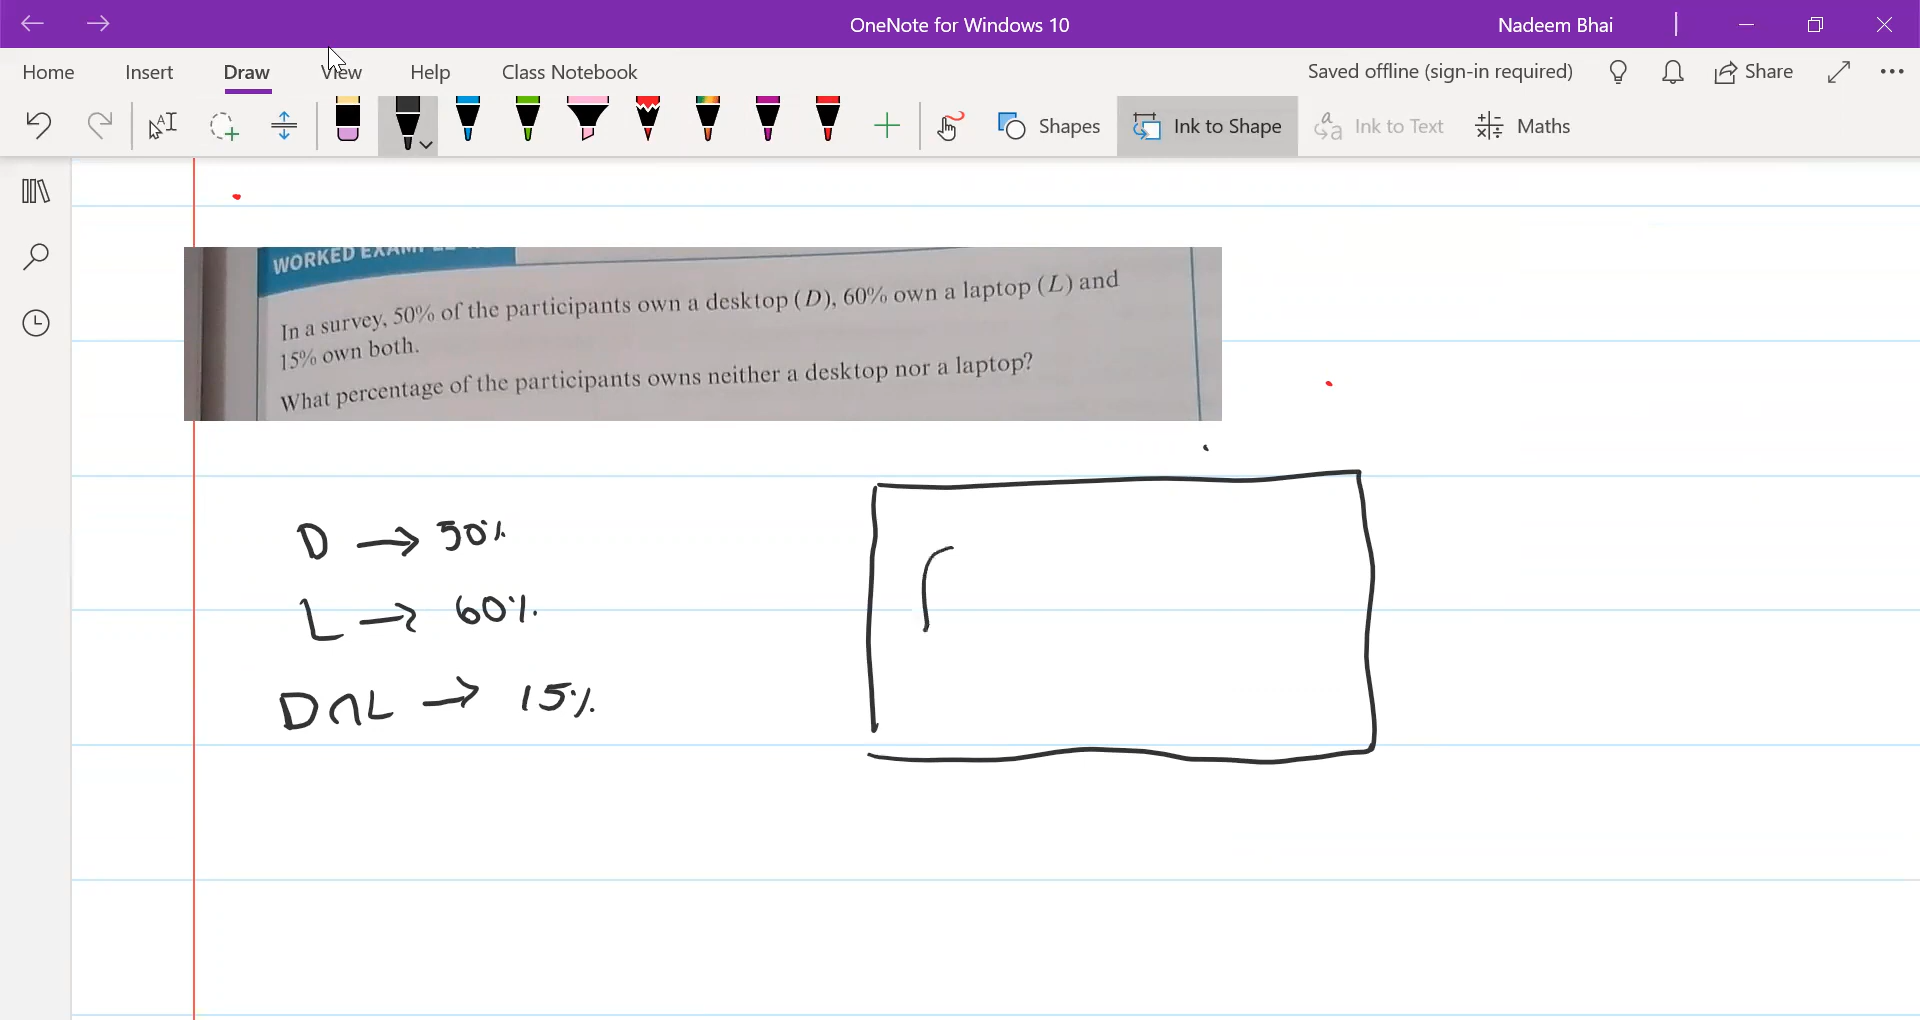 OneNote for Windows 10
Nadeem Bhai
Home Insert Draw View Help Class Notebook
Saved offline (sign-in required) Share
Shapes Ink to Shape Ink to Text Maths
WORKED
In a survey, 50% of the participants own a desktop (D), 60% own a laptop (L) and
15% own both.
What percentage of the participants owns neither a desktop nor a laptop?
D → 50%
L → 60%
D∩L → 15%